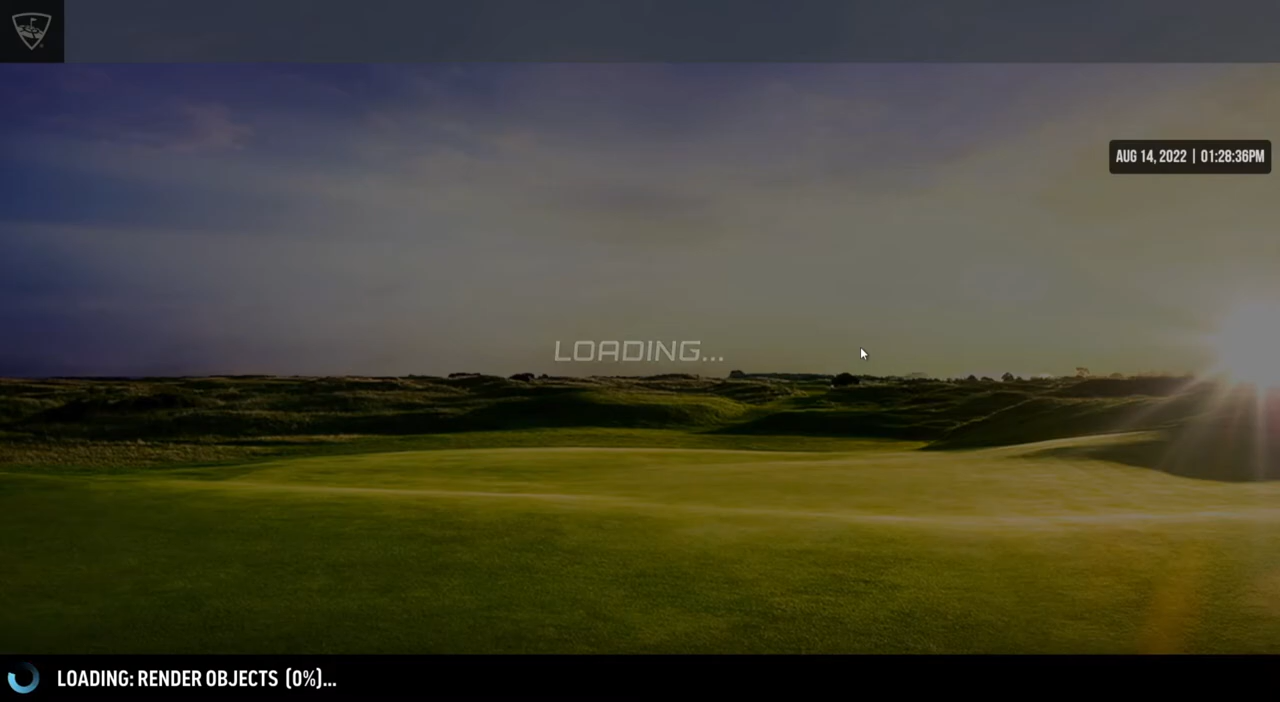 AUG 14, 2022 | 01:28:36PM
LOADING...
LOADING: RENDER OBJECTS (0%)...